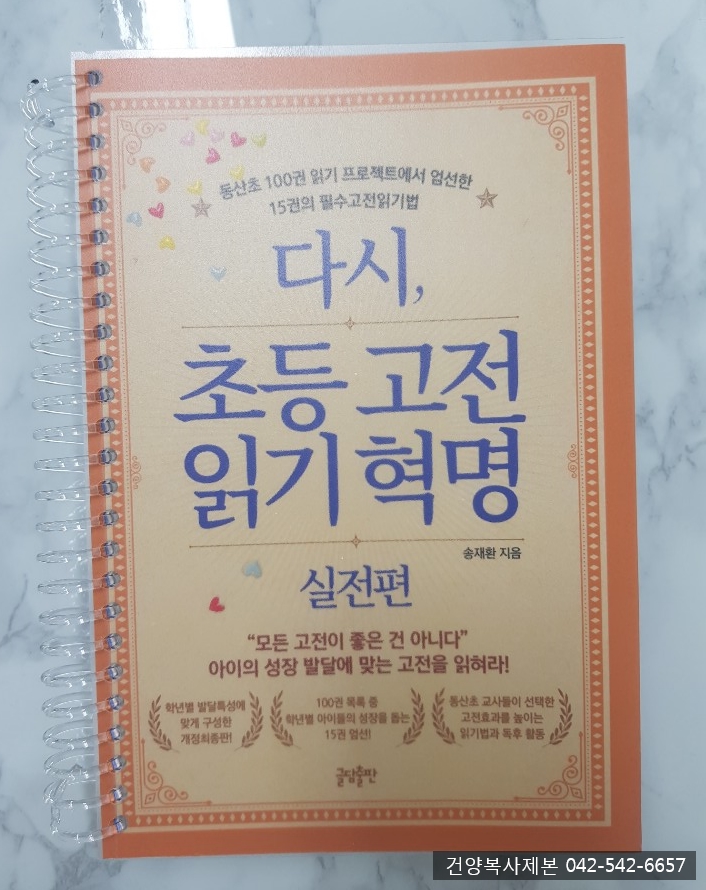 동산초 100권 읽기 프로젝트에서 엄선한
15권의 필수고전읽기법
다시,
초등 고전
읽기 혁명
송재환 지음
실전편
“모든 고전이 좋은 건 아니다”
아이의 성장 발달에 맞는 고전을 읽혀라!
학년별 발달특성에
맞게 구성한
개정최종판!
100권 목록 중
학년별 아이들의 성장을 돕는
15권 엄선!
동산초 교사들이 선택한
고전효과를 높이는
읽기법과 독후 활동
글담출판
건양복사제본 042-542-6657